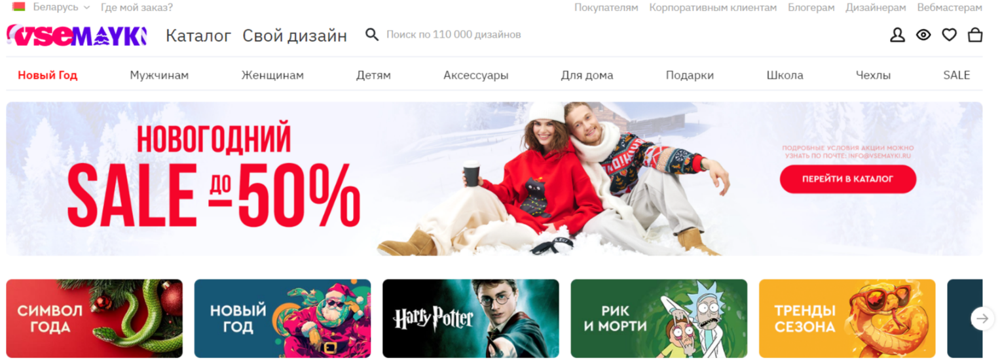 Беларусь
Где мой заказ?
Покупателям
Корпоративным клиентам
Блогерам
Дизайнерам
Вебмастерам
VSEMAYKI
Каталог
Свой дизайн
Поиск по 110 000 дизайнов
Новый Год
Мужчинам
Женщинам
Детям
Аксессуары
Для дома
Подарки
Школа
Чехлы
SALE
НОВОГОДНИЙ
SALE ДО -50%
ПОДРОБНЫЕ УСЛОВИЯ АКЦИИ МОЖНО
УЗНАТЬ ПО ПОЧТЕ: INFO@VSEMAYKI.RU
ПЕРЕЙТИ В КАТАЛОГ
СИМВОЛ
ГОДА
НОВЫЙ
ГОД
Harry Potter
РИК
И МОРТИ
ТРЕНДЫ
СЕЗОНА